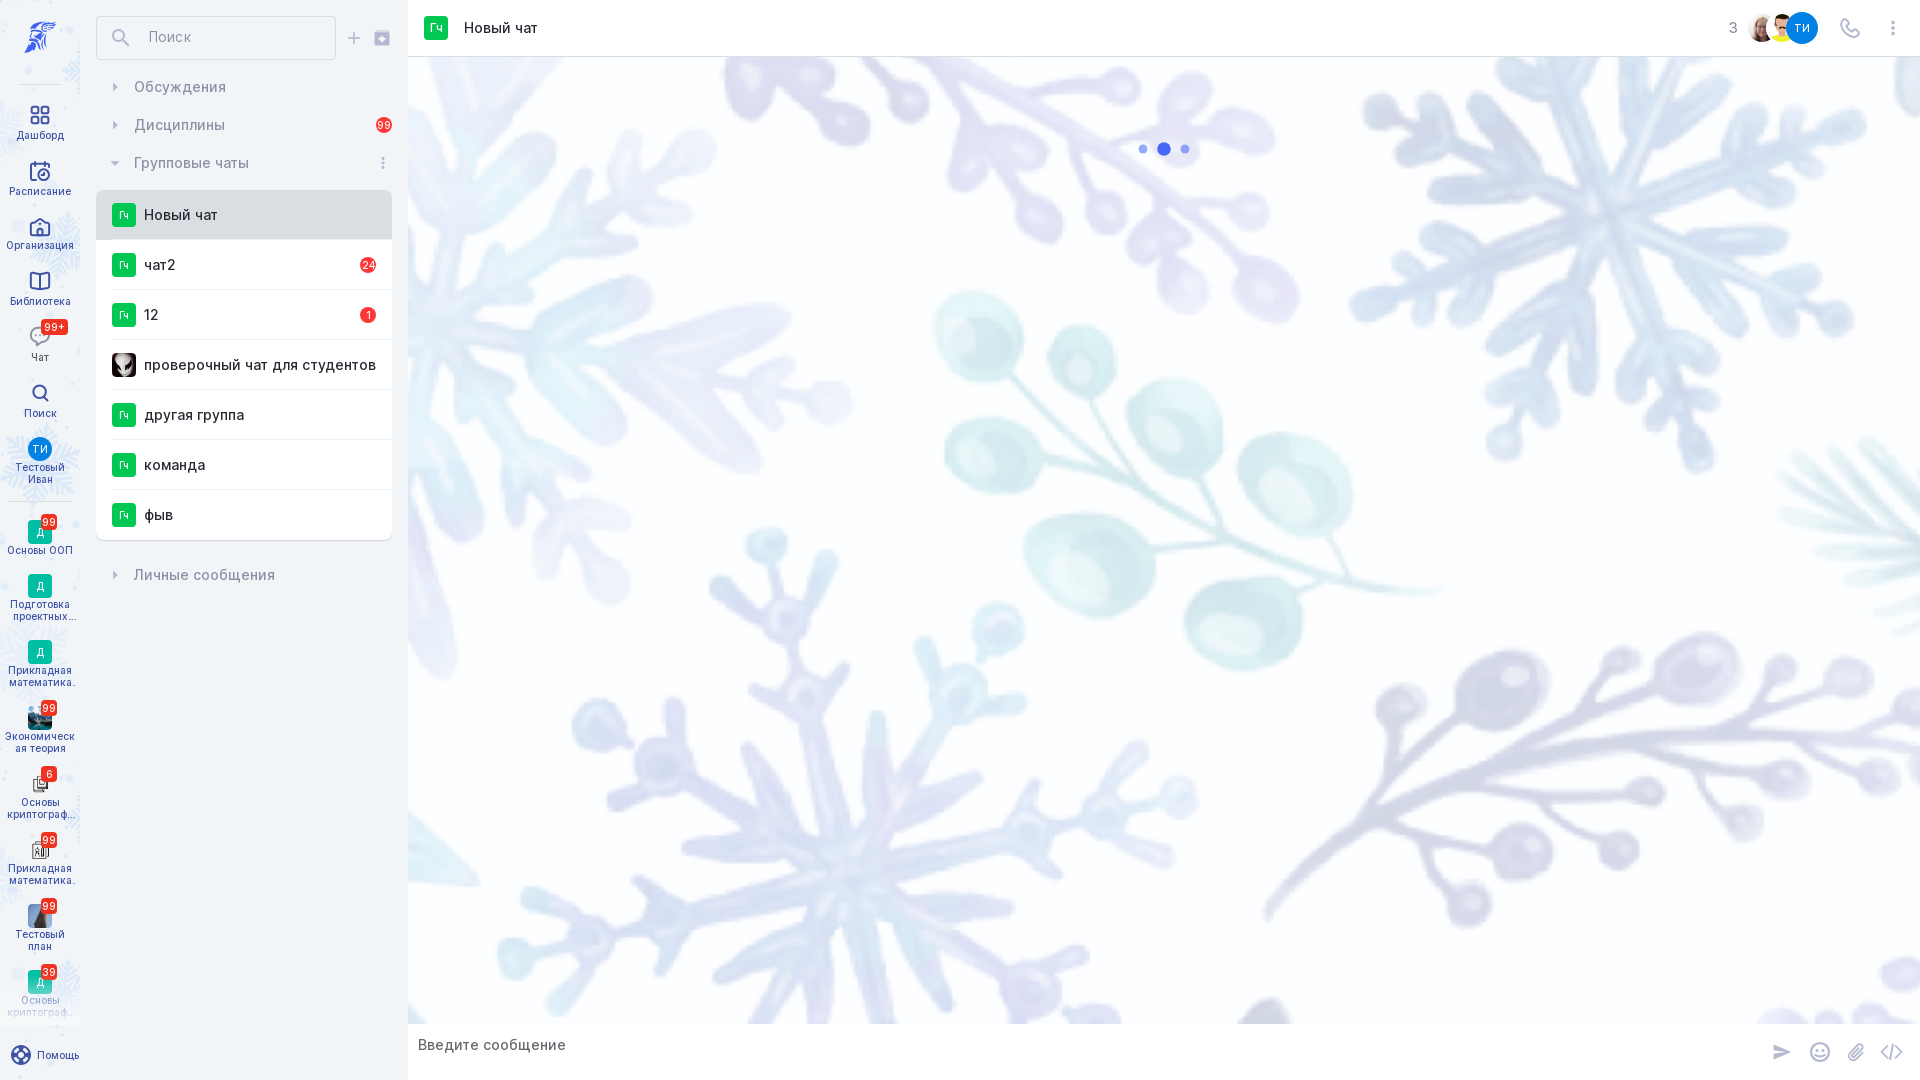 Дашборд
Расписание
Организация
Библиотека
99+
Чат
Поиск
ТИ
Тестовый
Иван
99
Д
Основы ООП
Д
Подготовка
проектных...
Д
Прикладная
математика.
99
Экономическ
ая теория
6
Основы
криптограф...
99
Прикладная
математика.
99
Тестовый
план
39
Д
Основы
криптограф...
Помощь
Поиск
Обсуждения
Дисциплины 99
Групповые чаты
Гч Новый чат
Гч чат2 24
Гч 12 1
проверочный чат для студентов
Гч другая группа
Гч команда
Гч фыв
Личные сообщения
Гч Новый чат 3 ТИ
Введите сообщение